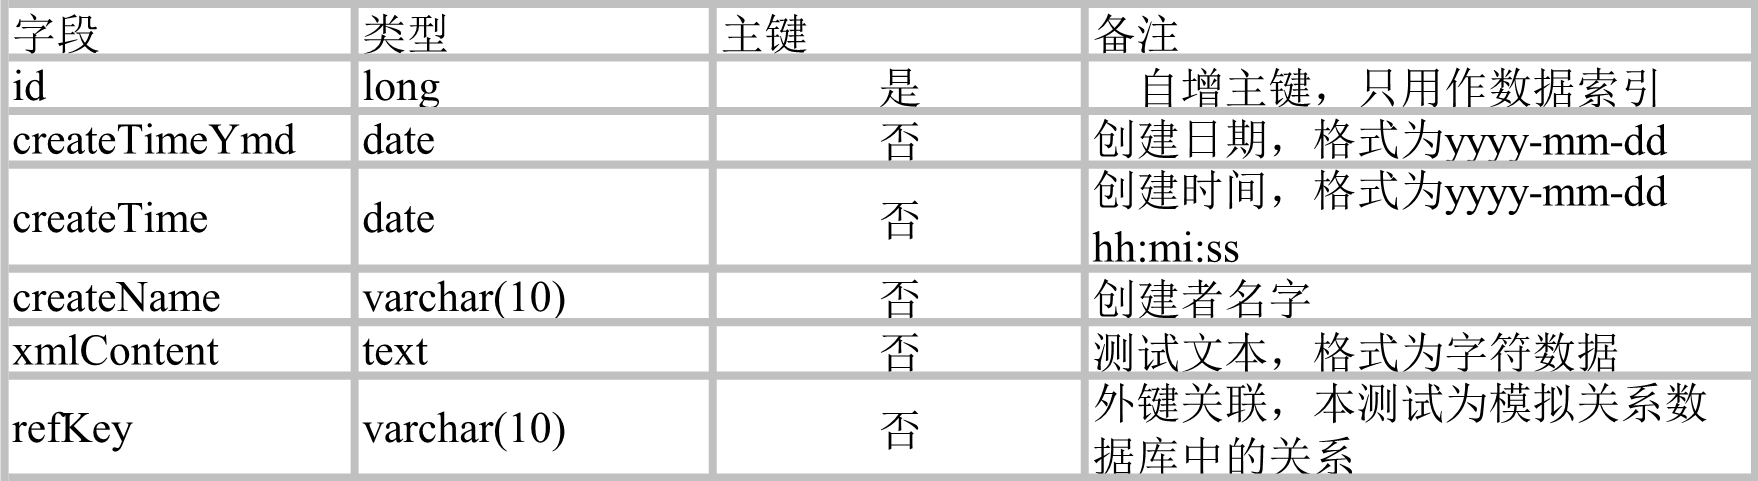 字段 类型 主键 备注
id long 是 自增主键，只用作数据索引
createTimeYmd date 否 创建日期，格式为yyyy-mm-dd
createTime date 否 创建时间，格式为yyyy-mm-dd
hh:mi:ss
createName varchar(10) 否 创建者名字
xmlContent text 否 测试文本，格式为字符数据
refKey varchar(10) 否 外键关联，本测试为模拟关系数
据库中的关系